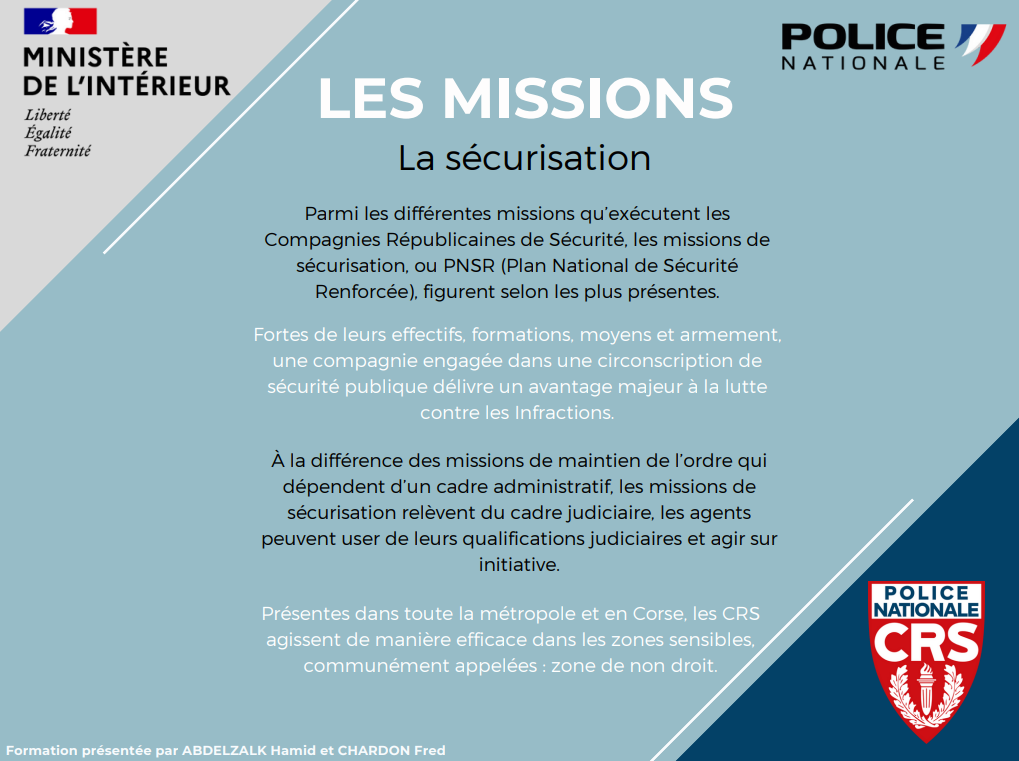 MINISTÈRE
DE L'INTÉRIEUR
Liberté
Égalité
Fraternité
POLICE
NATIONALE
LES MISSIONS
La sécurisation
Parmi les différentes missions qu'exécutent les
Compagnies Républicaines de Sécurité, les missions de
sécurisation, ou PNSR (Plan National de Sécurité
Renforcée), figurent selon les plus présentes.
Fortes de leurs effectifs, formations, moyens et armement,
une compagnie engagée dans une circonscription de
sécurité publique délivre un avantage majeur à la lutte
contre les Infractions.
À la différence des missions de maintien de l'ordre qui
dépendent d'un cadre administratif, les missions de
sécurisation relèvent du cadre judiciaire, les agents
peuvent user de leurs qualifications judiciaires et agir sur
initiative.
Présentes dans toute la métropole et en Corse, les CRS
agissent de manière efficace dans les zones sensibles,
communément appelées : zone de non droit.
POLICE
NATIONALE
CRS
Formation présentée par ABDELZALK Hamid et CHARDON Fred